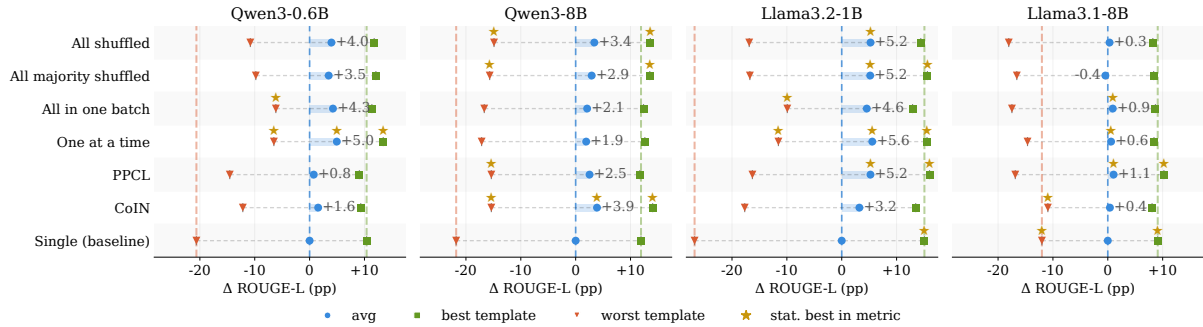 Qwen3-0.6B Qwen3-8B Llama3.2-1B Llama3.1-8B
All shuffled +4.0 +3.4 +5.2 +0.3
All majority shuffled +3.5 +2.9 +5.2 -0.4
All in one batch +4.3 +2.1 +4.6 +0.9
One at a time +5.0 +1.9 +5.6 +0.6
PPCL +0.8 +2.5 +5.2 +1.1
CoIN +1.6 +3.9 +3.2 +0.4
Single (baseline)
-20 -10 0 +10 -20 -10 0 +10 -20 -10 0 +10 -20 -10 0 +10
Δ ROUGE-L (pp) Δ ROUGE-L (pp) Δ ROUGE-L (pp) Δ ROUGE-L (pp)
avg best template worst template stat. best in metric